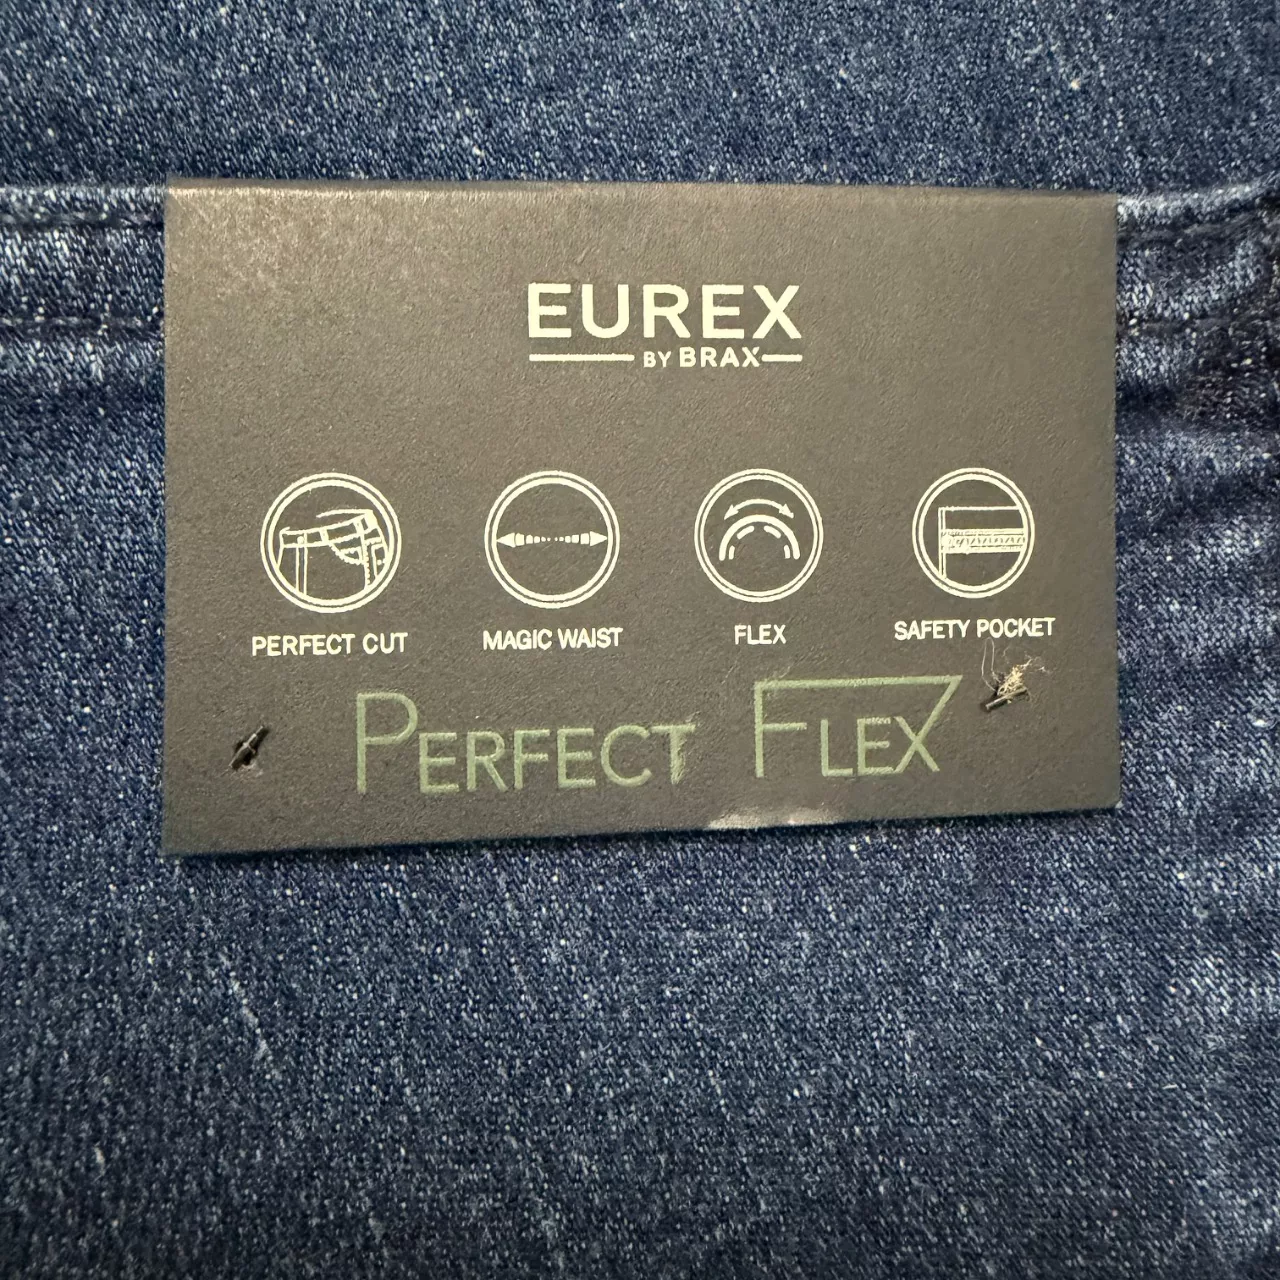 EUREX
BY BRAX
PERFECT CUT
MAGIC WAIST
FLEX
SAFETY POCKET
PERFECT FLEX